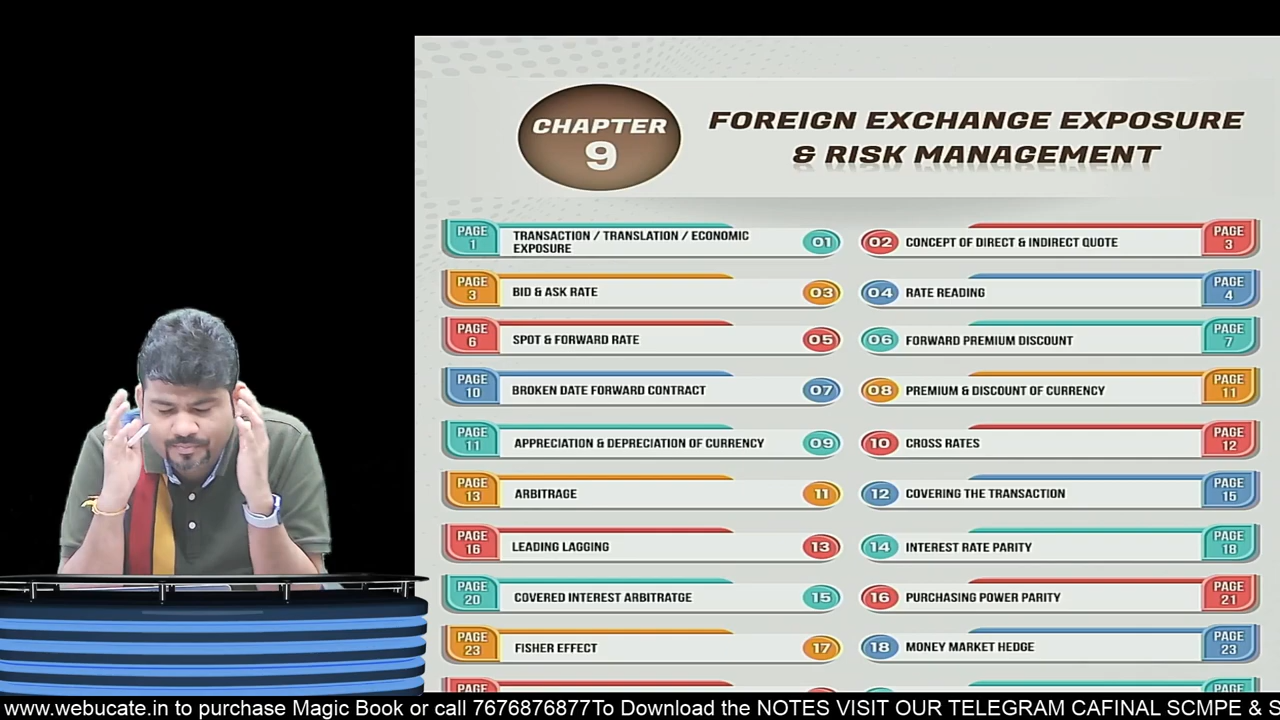 CHAPTER
9
FOREIGN EXCHANGE EXPOSURE
& RISK MANAGEMENT
PAGE
1
TRANSACTION / TRANSLATION / ECONOMIC
EXPOSURE
01
02
CONCEPT OF DIRECT & INDIRECT QUOTE
PAGE
3
PAGE
3
BID & ASK RATE
03
04
RATE READING
PAGE
4
PAGE
6
SPOT & FORWARD RATE
05
06
FORWARD PREMIUM DISCOUNT
PAGE
7
PAGE
10
BROKEN DATE FORWARD CONTRACT
07
08
PREMIUM & DISCOUNT OF CURRENCY
PAGE
11
PAGE
11
APPRECIATION & DEPRECIATION OF CURRENCY
09
10
CROSS RATES
PAGE
12
PAGE
13
ARBITRAGE
11
12
COVERING THE TRANSACTION
PAGE
15
PAGE
16
LEADING LAGGING
13
14
INTEREST RATE PARITY
PAGE
18
PAGE
20
COVERED INTEREST ARBITRATGE
15
16
PURCHASING POWER PARITY
PAGE
21
PAGE
23
FISHER EFFECT
17
18
MONEY MARKET HEDGE
PAGE
23
PAGE
PAGE
www.webucate.in to purchase Magic Book or call 7676876877To Download the NOTES VISIT OUR TELEGRAM CAFINAL SCMPE & S